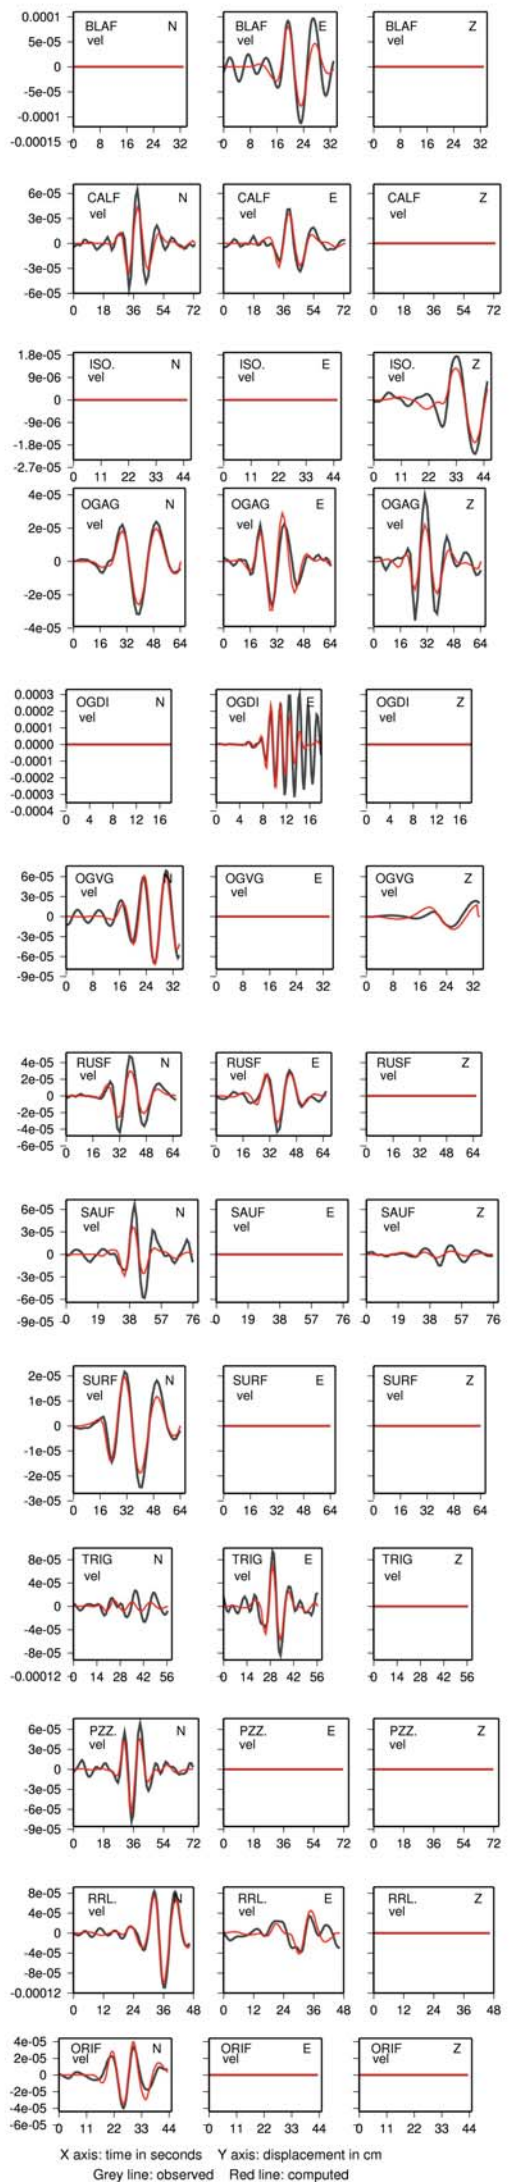 0.0001
5e-05
0
-5e-05
-0.0001
-0.00015
BLAF N
vel
BLAF E
vel
BLAF Z
vel
0 8 16 24 32
0 8 16 24 32
0 8 16 24 32
6e-05
3e-05
0
-3e-05
-6e-05
CALF N
vel
CALF E
vel
CALF Z
vel
0 18 36 54 72
0 18 36 54 72
0 18 36 54 72
1.8e-05
9e-06
0
-9e-06
-1.8e-05
-2.7e-05
ISO. N
vel
ISO. E
vel
ISO. Z
vel
0 11 22 33 44
0 11 22 33 44
0 11 22 33 44
4e-05
2e-05
0
-2e-05
-4e-05
OGAG N
vel
OGAG E
vel
OGAG Z
vel
0 16 32 48 64
0 16 32 48 64
0 16 32 48 64
0.0003
0.0002
0.0001
0.0000
-0.0001
-0.0002
-0.0003
-0.0004
OGDI N
vel
OGDI E
vel
OGDI Z
vel
0 4 8 12 16
0 4 8 12 16
0 4 8 12 16
6e-05
3e-05
0
-3e-05
-6e-05
-9e-05
OGVG N
vel
OGVG E
vel
OGVG Z
vel
0 8 16 24 32
0 8 16 24 32
0 8 16 24 32
4e-05
2e-05
0
-2e-05
-4e-05
-6e-05
RUSF N
vel
RUSF E
vel
RUSF Z
vel
0 16 32 48 64
0 16 32 48 64
0 16 32 48 64
6e-05
3e-05
0
-3e-05
-6e-05
-9e-05
SAUF N
vel
SAUF E
vel
SAUF Z
vel
0 19 38 57 76
0 19 38 57 76
0 19 38 57 76
2e-05
1e-05
0
-1e-05
-2e-05
-3e-05
SURF N
vel
SURF E
vel
SURF Z
vel
0 16 32 48 64
0 16 32 48 64
0 16 32 48 64
8e-05
4e-05
0
-4e-05
-8e-05
-0.00012
TRIG N
vel
TRIG E
vel
TRIG Z
vel
0 14 28 42 56
0 14 28 42 56
0 14 28 42 56
6e-05
3e-05
0
-3e-05
-6e-05
-9e-05
PZZ. N
vel
PZZ. E
vel
PZZ. Z
vel
0 18 36 54 72
0 18 36 54 72
0 18 36 54 72
8e-05
4e-05
0
-4e-05
-8e-05
-0.00012
RRL. N
vel
RRL. E
vel
RRL. Z
vel
0 12 24 36 48
0 12 24 36 48
0 12 24 36 48
4e-05
2e-05
0
-2e-05
-4e-05
-6e-05
ORIF N
vel
ORIF E
vel
ORIF Z
vel
0 11 22 33 44
0 11 22 33 44
0 11 22 33 44
X axis: time in seconds Y axis: displacement in cm
Grey line: observed Red line: computed